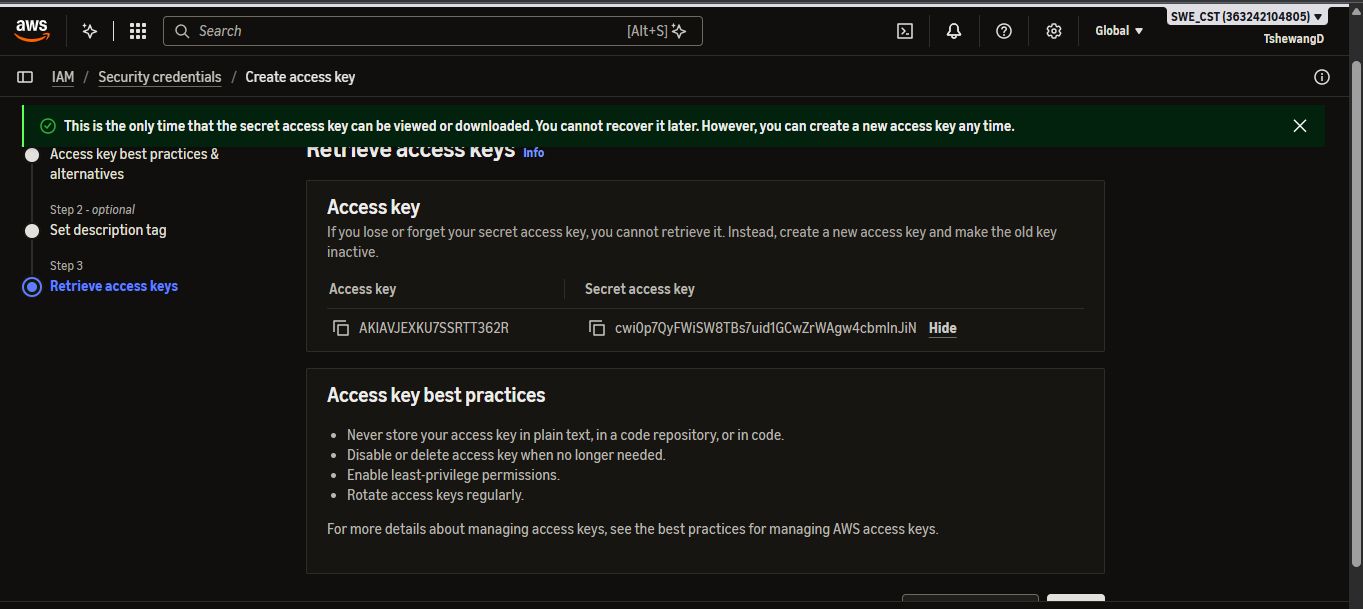 aws
Search
[Alt+S]
Global
SWE_CST (363242104805)
TshewangD
IAM / Security credentials / Create access key
This is the only time that the secret access key can be viewed or downloaded. You cannot recover it later. However, you can create a new access key any time.
Access key best practices &
alternatives
Step 2 - optional
Set description tag
Step 3
Retrieve access keys
Retrieve access keys Info
Access key
If you lose or forget your secret access key, you cannot retrieve it. Instead, create a new access key and make the old key
inactive.
Access key
Secret access key
AKIAVJEXKU7SSRTT362R
Hide
Access key best practices
• Never store your access key in plain text, in a code repository, or in code.
• Disable or delete access key when no longer needed.
• Enable least-privilege permissions.
• Rotate access keys regularly.
For more details about managing access keys, see the best practices for managing AWS access keys.